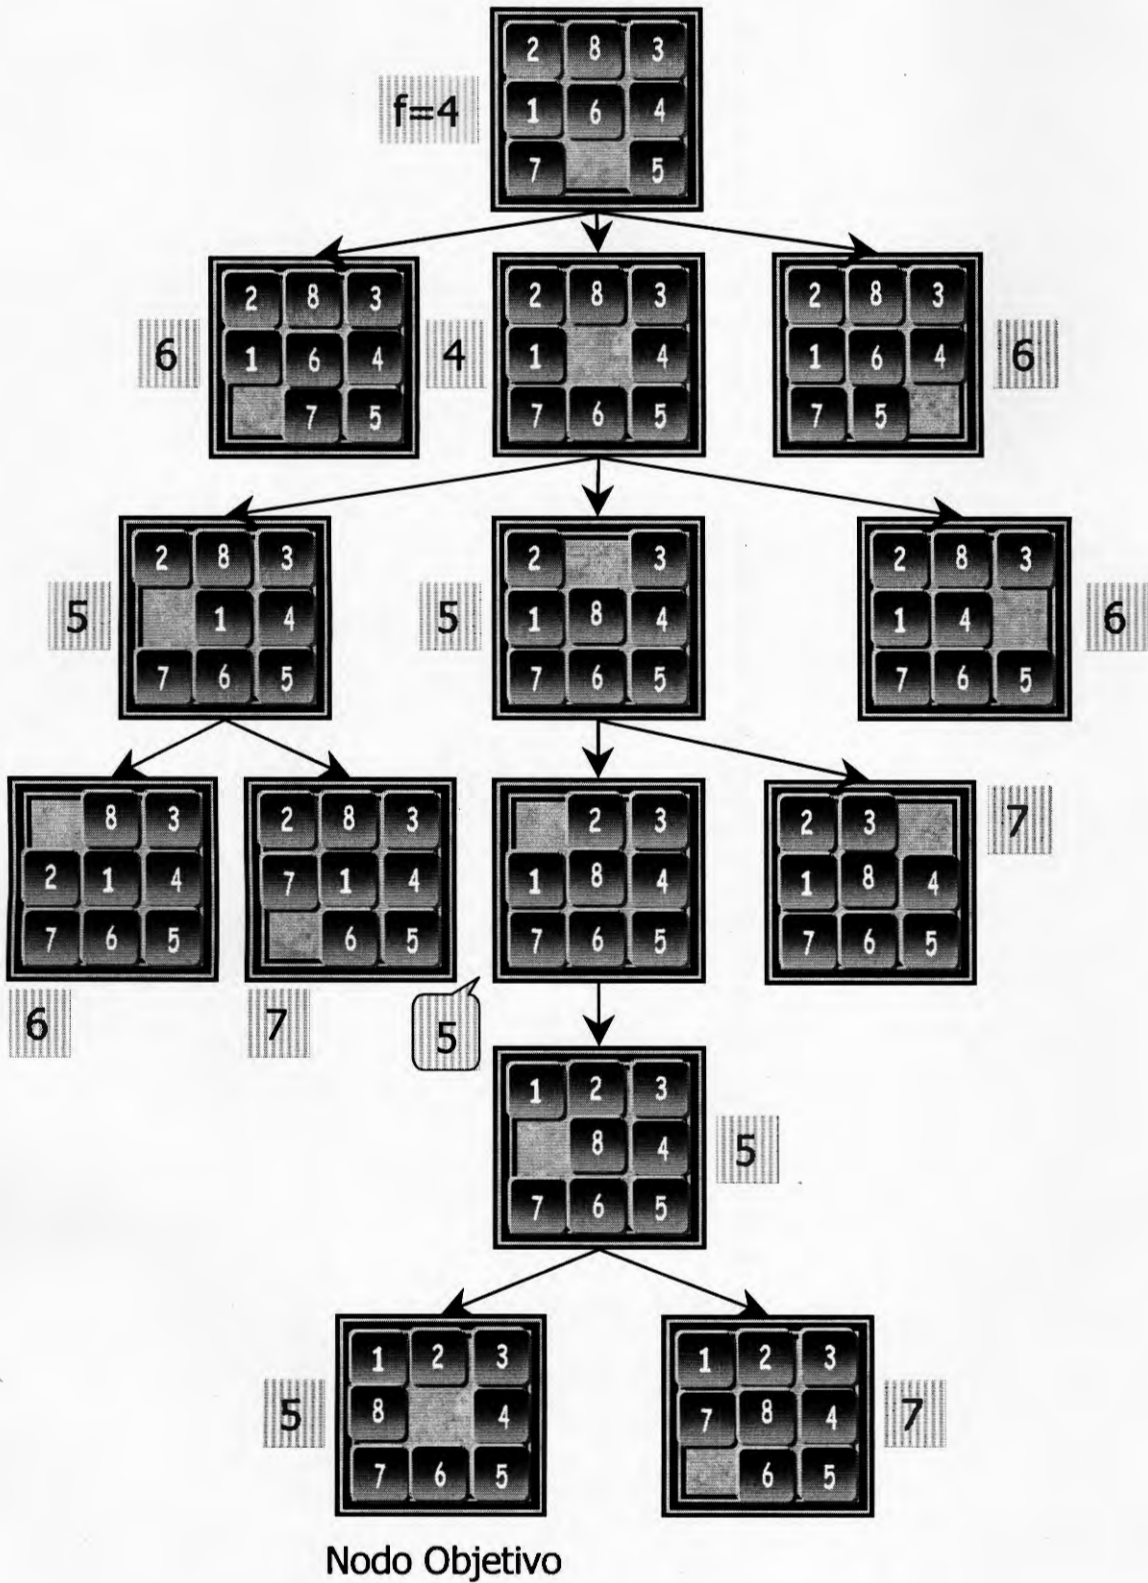 2 8 3
f=4 1 6 4
7 5
2 8 3 2 8 3 2 8 3
6 1 6 4 4 1 4 1 6 4 6
7 5 7 6 5 7 5
2 8 3 2 3 2 8 3
5 1 4 5 1 8 4 1 4 6
7 6 5 7 6 5 7 6 5
8 3 2 8 3 2 3 2 3 7
2 1 4 7 1 4 1 8 4 1 8 4
7 6 5 6 5 7 6 5 7 6 5
6 7 5
1 2 3
8 4 5
7 6 5
1 2 3 1 2 3
5 8 4 7 8 4 7
7 6 5 6 5
Nodo Objetivo